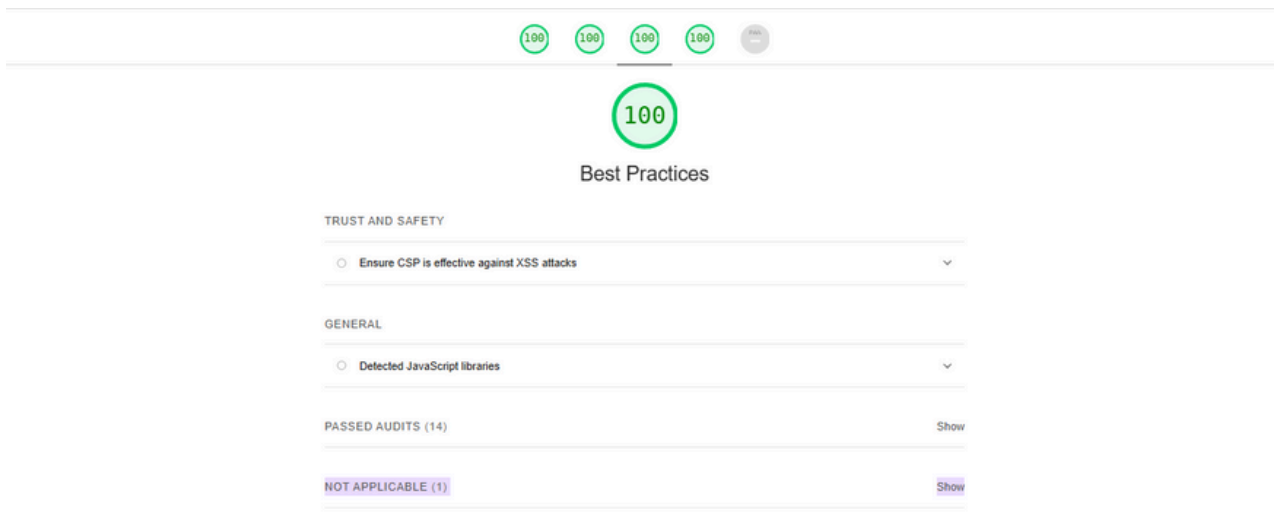 100 100 100 100 PWA
100
Best Practices
TRUST AND SAFETY
Ensure CSP is effective against XSS attacks
GENERAL
Detected JavaScript libraries
PASSED AUDITS (14) Show
NOT APPLICABLE (1) Show